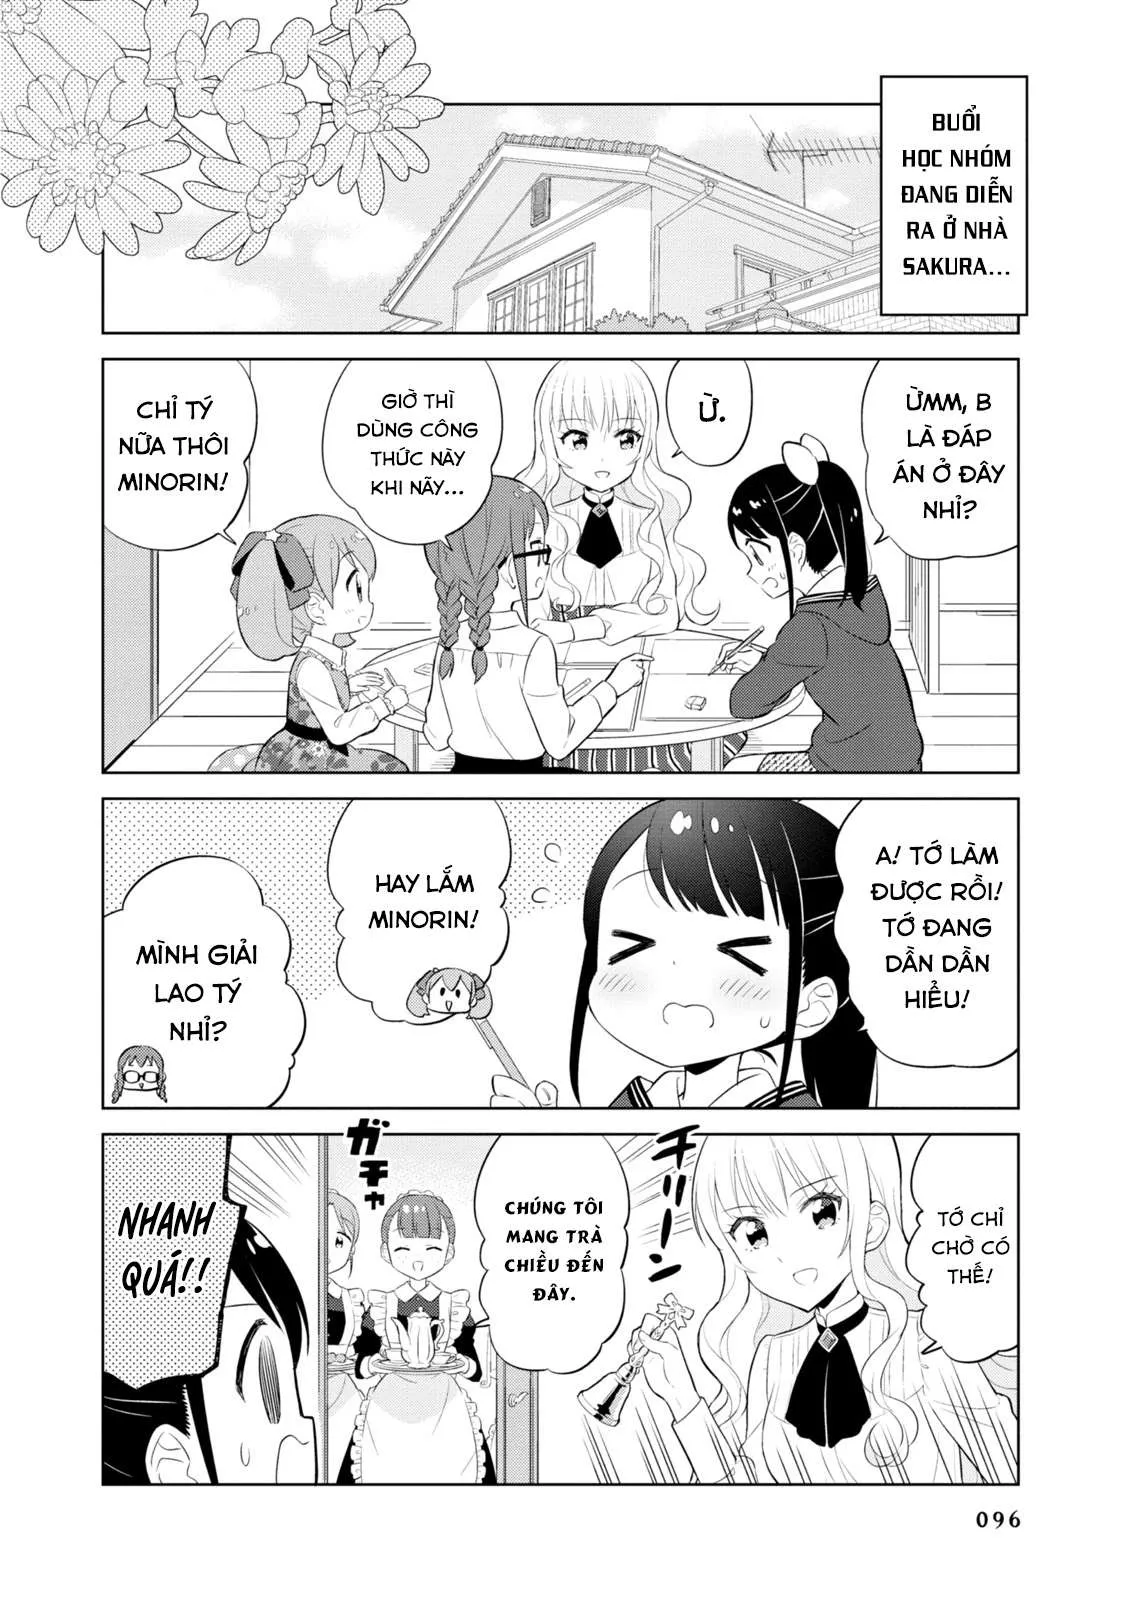 BUỔI
HỌC NHÓM
ĐANG DIỄN
RA Ở NHÀ
SAKURA...
ỪMM, B
LÀ ĐÁP
ÁN Ở ĐÂY
NHỈ?
Ừ.
GIỜ THÌ
DÙNG CÔNG
THỨC NÀY
KHI NÃY...
CHỈ TÝ
NỮA THÔI
MINORIN!
A! TỚ LÀM
ĐƯỢC RỒI!
TỚ ĐANG
DẦN DẦN
HIỂU!
HAY LẮM
MINORIN!
MÌNH GIẢI
LAO TÝ
NHỈ?
TỚ CHỈ
CHỜ CÓ
THẾ!
チリン
CHÚNG TÔI
MANG TRÀ
CHIỀU ĐẾN
ĐÂY.
ガチャ
NHANH
QUÁ!!
096